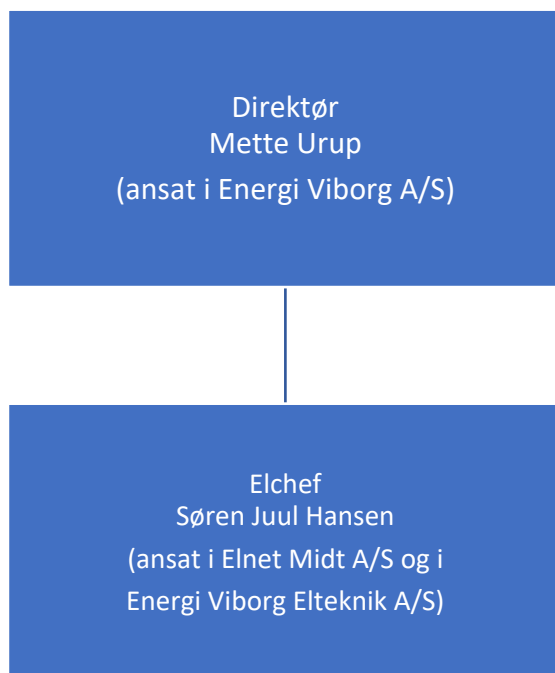 Direktør
Mette Urup
(ansat i Energi Viborg A/S)
Elchef
Søren Juul Hansen
(ansat i Elnet Midt A/S og i
Energi Viborg Elteknik A/S)